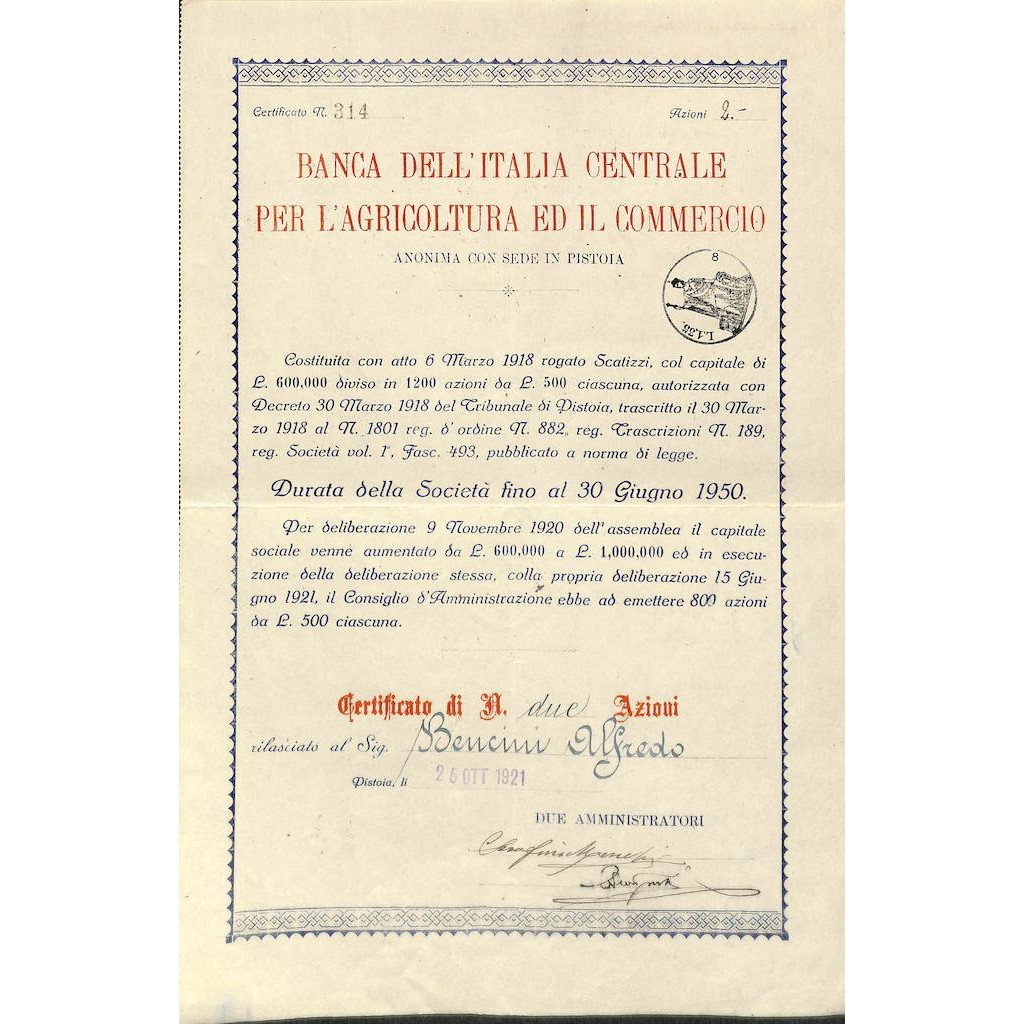 Certificato N. 314
Azioni 2.-
BANCA DELL'ITALIA CENTRALE
PER L'AGRICOLTURA ED IL COMMERCIO
ANONIMA CON SEDE IN PISTOIA
8
L.1.35.
Costituita con atto 6 Marzo 1918 rogato Scatizzi, col capitale di
L. 600,000 diviso in 1200 azioni da L. 500 ciascuna, autorizzata con
Decreto 30 Marzo 1918 del Tribunale di Pistoia, trascritto il 30 Mar-
zo 1918 al N. 1801 reg. d'ordine N. 882, reg. Trascrizioni N. 189,
reg. Società vol. 1°, Fasc. 493, pubblicato a norma di legge.
Durata della Società fino al 30 Giugno 1950.
Per deliberazione 9 Novembre 1920 dell'assemblea il capitale
sociale venne aumentato da L. 600,000 a L. 1,000,000 ed in esecu-
zione della deliberazione stessa, colla propria deliberazione 15 Giu-
gno 1921, il Consiglio d'Amministrazione ebbe ad emettere 800 azioni
da L. 500 ciascuna.
Certificato di N. due Azioni
rilasciato al Sig. Bencini Alfredo
Pistoia, li 25 OTT 1921
DUE AMMINISTRATORI